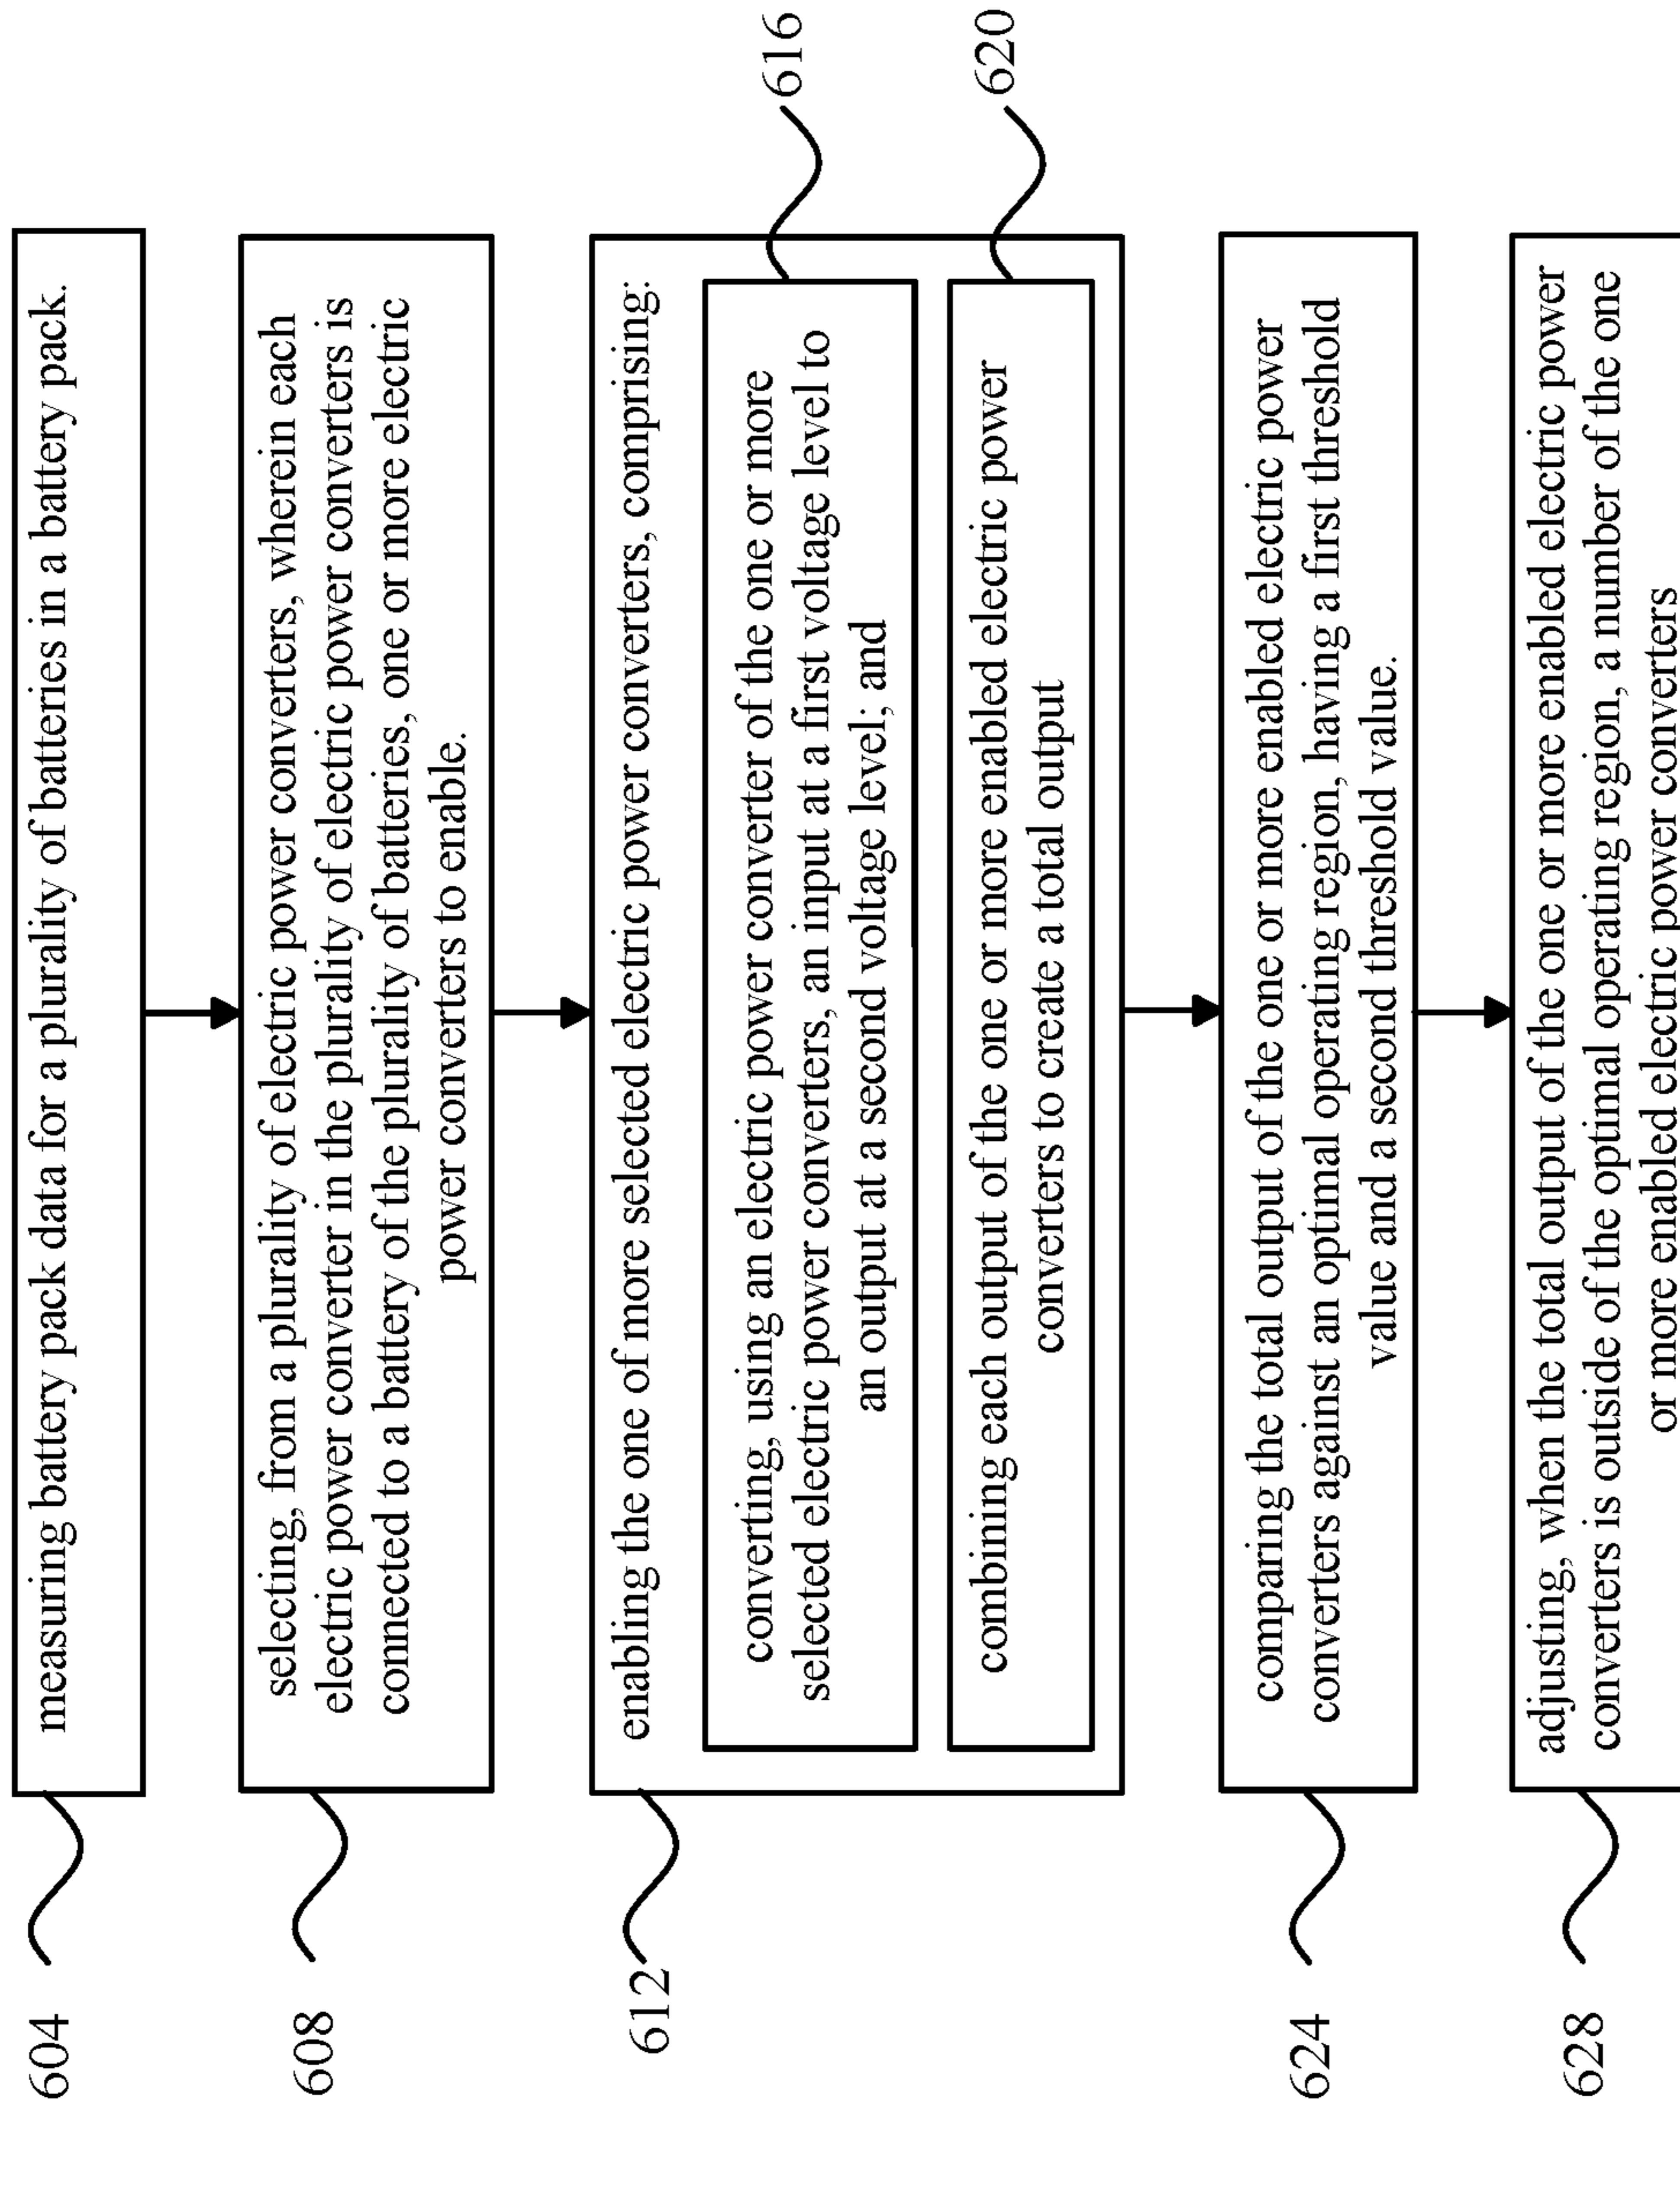 604
measuring battery pack data for a plurality of batteries in a battery pack.
608
selecting, from a plurality of electric power converters, wherein each
electric power converter in the plurality of electric power converters is
connected to a battery of the plurality of batteries, one or more electric
power converters to enable.
612
enabling the one of more selected electric power converters, comprising:
616
converting, using an electric power converter of the one or more
selected electric power converters, an input at a first voltage level to
an output at a second voltage level; and
620
combining each output of the one or more enabled electric power
converters to create a total output
624
comparing the total output of the one or more enabled electric power
converters against an optimal operating region, having a first threshold
value and a second threshold value.
628
adjusting, when the total output of the one or more enabled electric power
converters is outside of the optimal operating region, a number of the one
or more enabled electric power converters